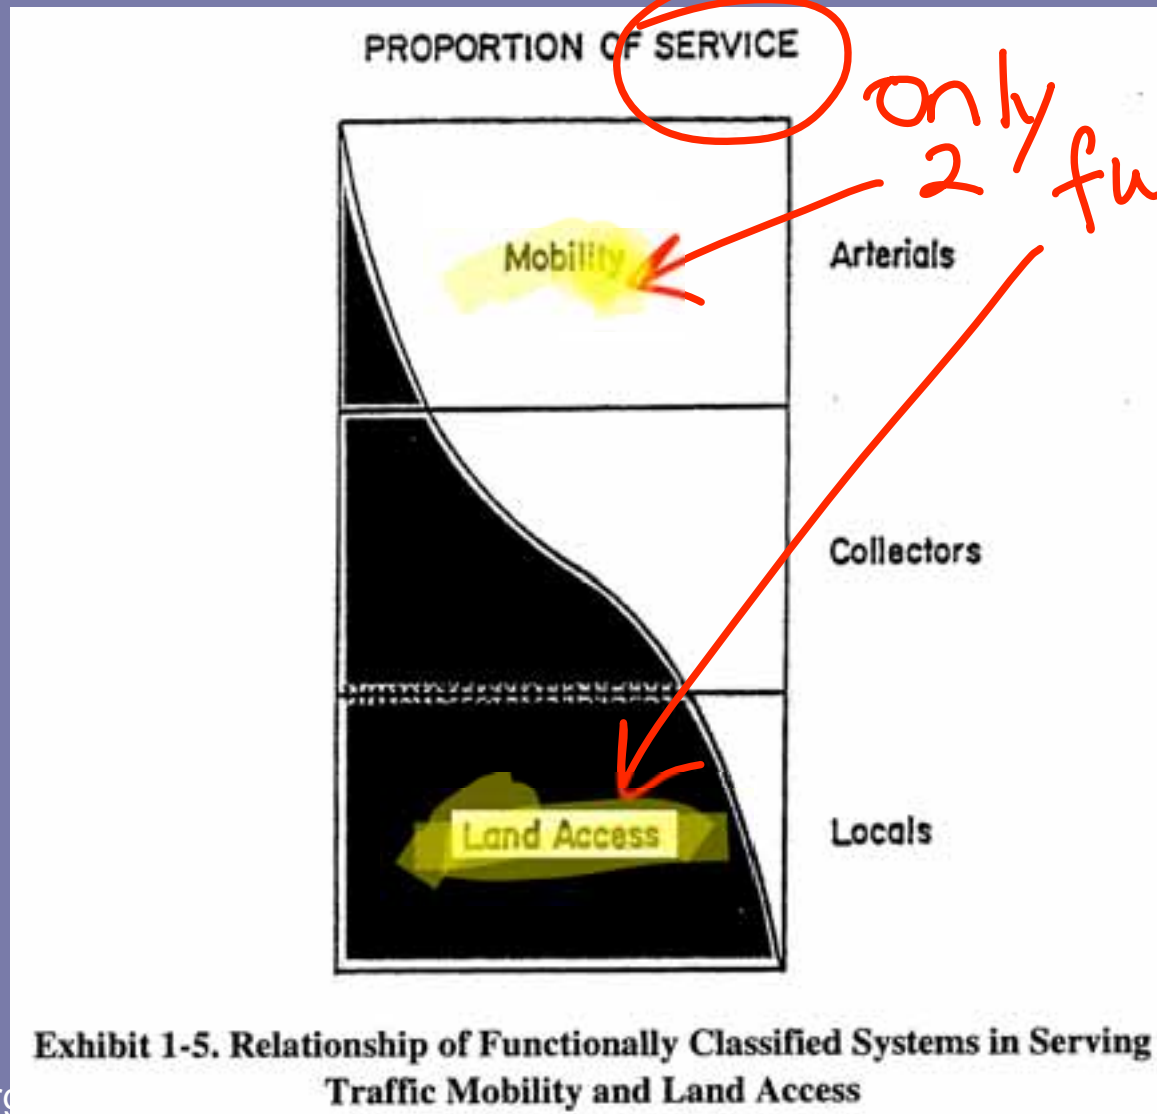 PROPORTION OF SERVICE
only
2
Mobility
Arterials
Collectors
Land Access
Locals
Exhibit 1-5. Relationship of Functionally Classified Systems in Serving
Traffic Mobility and Land Access